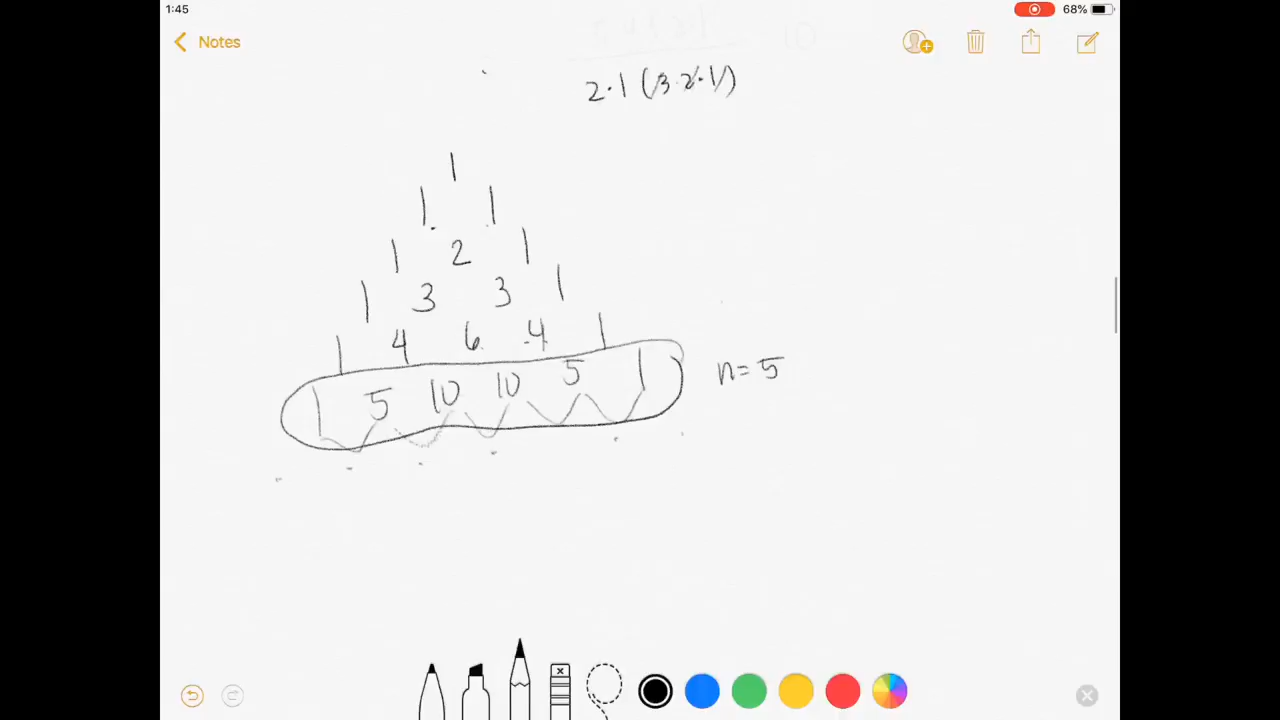 1:45
68%
Notes
2·1 (3·2·1)
1
1 1
1 2 1
1 3 3 1
1 4 6 4 1
1 5 10 10 5 1
n=5